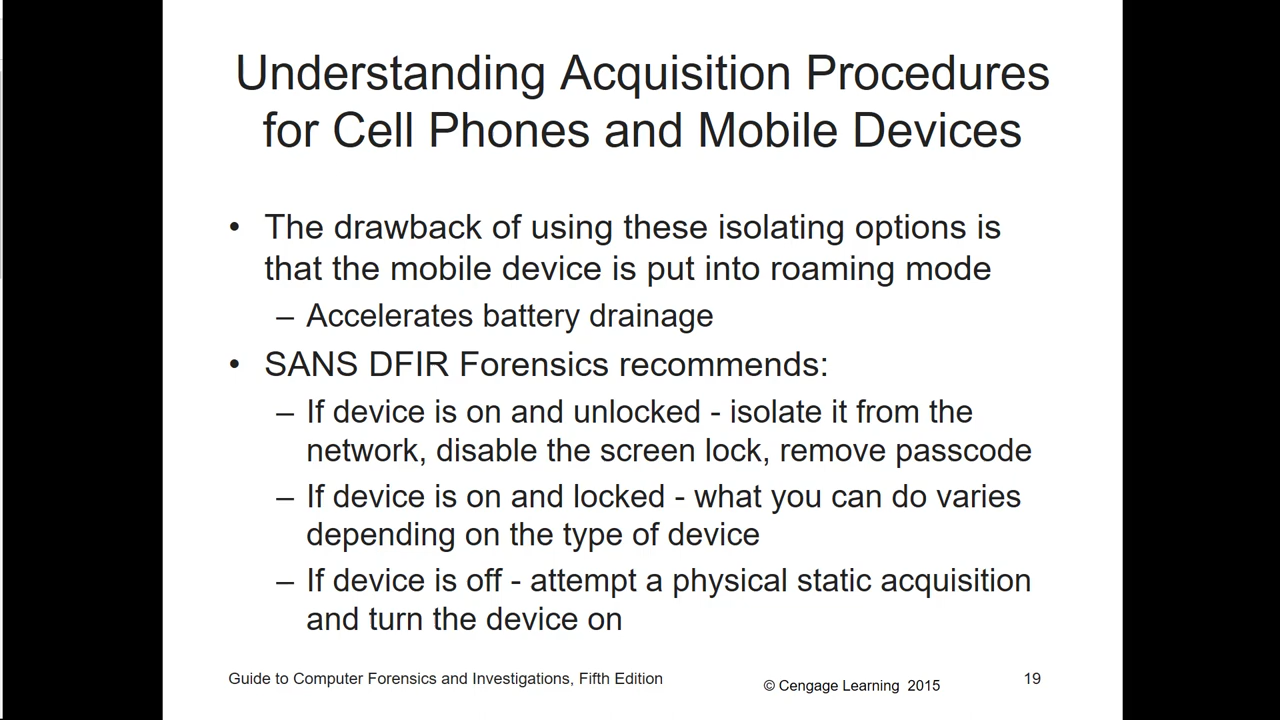 Understanding Acquisition Procedures
for Cell Phones and Mobile Devices
• The drawback of using these isolating options is
that the mobile device is put into roaming mode
– Accelerates battery drainage
• SANS DFIR Forensics recommends:
– If device is on and unlocked - isolate it from the
network, disable the screen lock, remove passcode
– If device is on and locked - what you can do varies
depending on the type of device
– If device is off - attempt a physical static acquisition
and turn the device on
Guide to Computer Forensics and Investigations, Fifth Edition
© Cengage Learning 2015
19